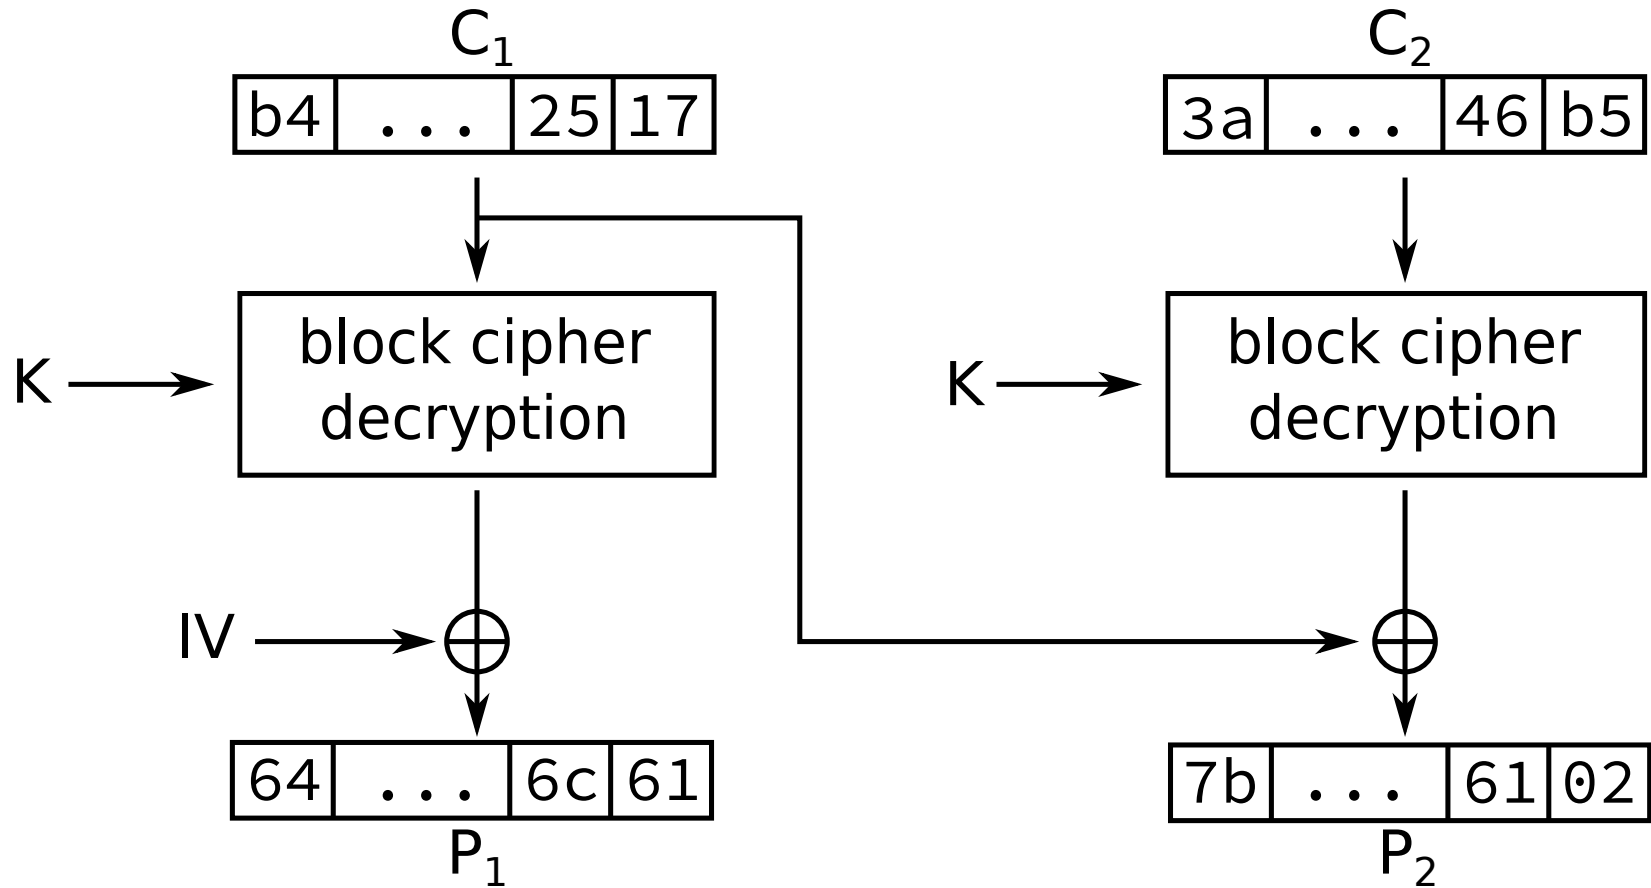 C₁
C₂
b4 ... 25 17
3a ... 46 b5
block cipher
decryption
K
block cipher
decryption
K
IV
64 ... 6c 61
7b ... 61 02
P₁
P₂